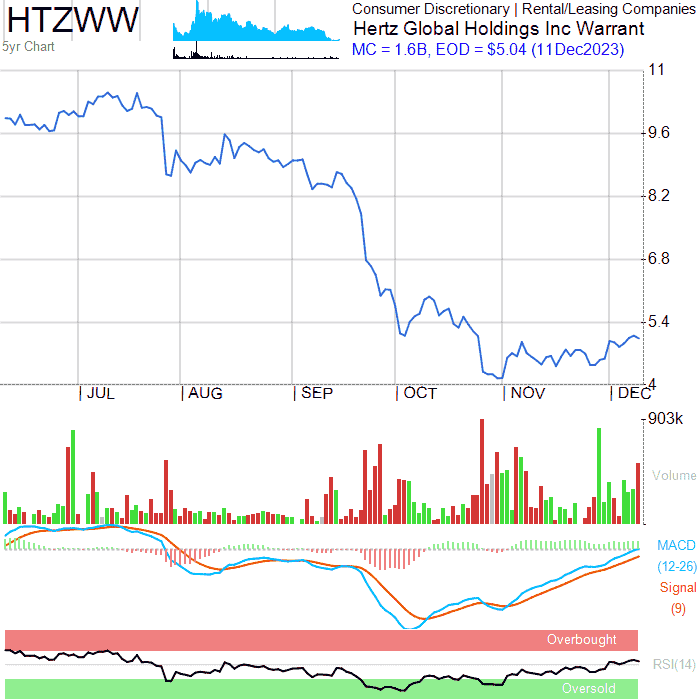 HTZWW
5yr Chart
Consumer Discretionary | Rental/Leasing Companies
Hertz Global Holdings Inc Warrant
MC = 1.6B, EOD = $5.04 (11Dec2023)
11
9.6
8.2
6.8
5.4
4
JUL AUG SEP OCT NOV DEC
903k
Volume
MACD
(12-26)
Signal
(9)
Overbought
RSI(14)
Oversold